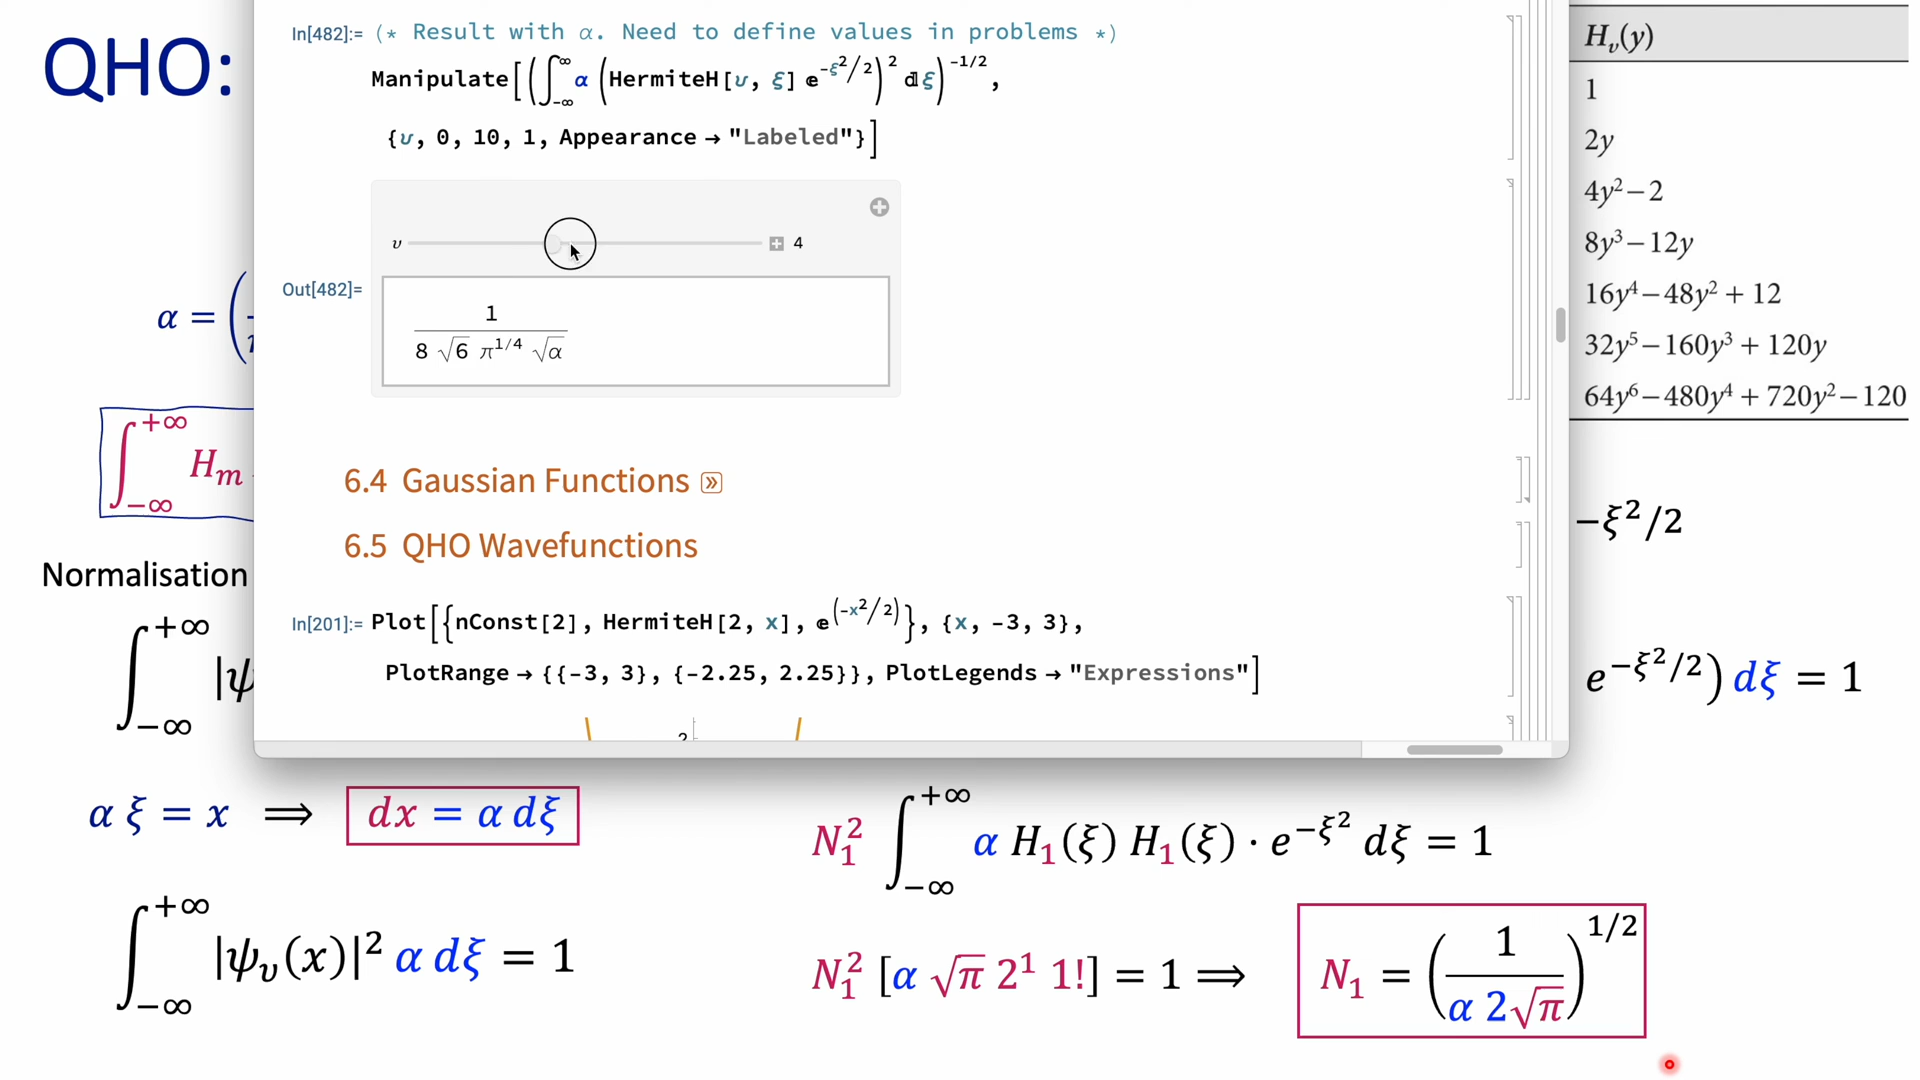 QHO:
In[482]:= (* Result with α. Need to define values in problems *)
Manipulate[(∫_{-∞}^{∞} α (HermiteH[υ, ξ] ⅇ^{-ξ²/2})² ⅆξ)^{-1/2},
{υ, 0, 10, 1, Appearance → "Labeled"}]
υ 4
Out[482]=
1
8 √6 π^{1/4} √α
6.4 Gaussian Functions
6.5 QHO Wavefunctions
In[201]:= Plot[{nConst[2], HermiteH[2, x], ⅇ^(-x²/2)}, {x, -3, 3},
PlotRange → {{-3, 3}, {-2.25, 2.25}}, PlotLegends → "Expressions"]
2
H_υ(y)
1
2y
4y² − 2
8y³ − 12y
16y⁴ − 48y² + 12
32y⁵ − 160y³ + 120y
64y⁶ − 480y⁴ + 720y² − 120
α = (
∫_{−∞}^{+∞} H_m
−ξ²/2
Normalisation
∫_{−∞}^{+∞} |ψ
e^{−ξ²/2}) dξ = 1
α ξ = x ⟹ dx = α dξ
∫_{−∞}^{+∞} |ψ_υ(x)|² α dξ = 1
N₁² ∫_{−∞}^{+∞} α H₁(ξ) H₁(ξ) · e^{−ξ²} dξ = 1
N₁² [α √π 2¹ 1!] = 1 ⟹ N₁ = (1 / (α 2√π))^{1/2}